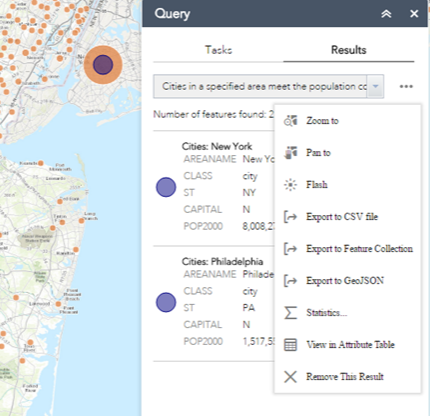 Query
Tasks
Results
Cities in a specified area meet the population co
Number of features found: 2
Cities: New York
AREANAME New Yo
CLASS city
ST NY
CAPITAL N
POP2000 8,008,27
Cities: Philadelphia
AREANAME Philade
CLASS city
ST PA
CAPITAL N
POP2000 1,517,5
Zoom to
Pan to
Flash
Export to CSV file
Export to Feature Collection
Export to GeoJSON
Statistics...
View in Attribute Table
Remove This Result